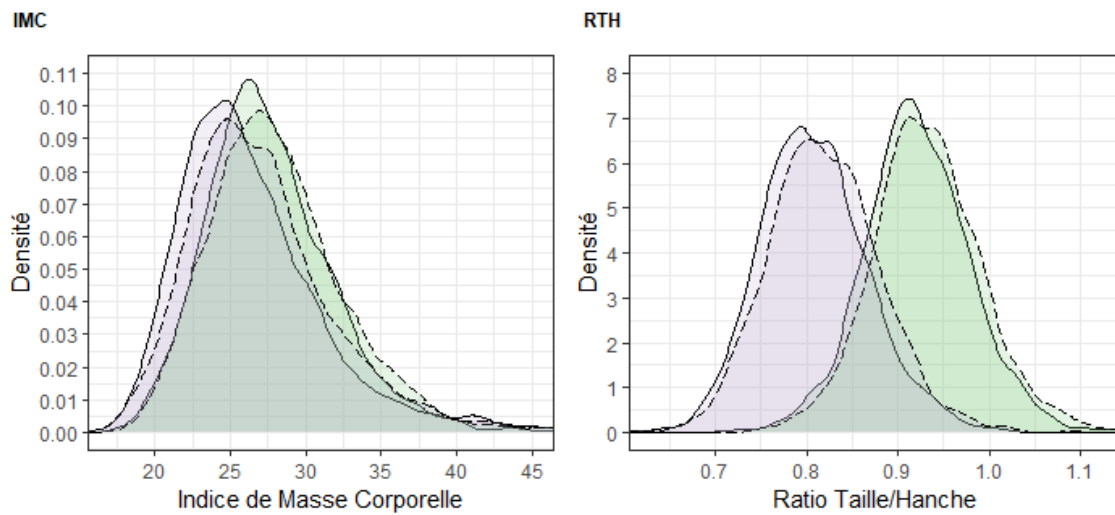 IMC
0.11
0.10
0.09
0.08
0.07
0.06
0.05
0.04
0.03
0.02
0.01
0.00
Densité
20 25 30 35 40 45
Indice de Masse Corporelle
RTH
8
7
6
5
4
3
2
1
0
Densité
0.7 0.8 0.9 1.0 1.1
Ratio Taille/Hanche